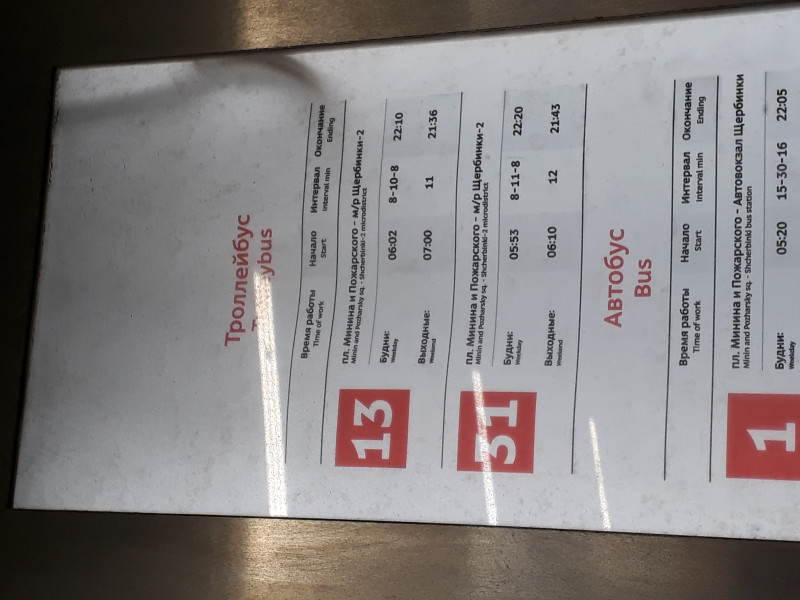 Троллейбус
Trolleybus
Время работы Начало Интервал Окончание
Time of work Start Interval min Ending
13
пл. Минина и Пожарского - м/р Щербинки-2
Minin and Pozharsky sq. - Shcherbinki-2 microdistrict
Будни: 06:02 8-10-8 22:10
Weekday
Выходные: 07:00 11 21:36
Weekend
31
пл. Минина и Пожарского - м/р Щербинки-2
Minin and Pozharsky sq. - Shcherbinki-2 microdistrict
Будни: 05:53 8-11-8 22:20
Weekday
Выходные: 06:10 12 21:43
Weekend
Автобус
Bus
Время работы Начало Интервал Окончание
Time of work Start Interval min Ending
1
пл. Минина и Пожарского - Автовокзал Щербинки
Minin and Pozharsky sq. - Shcherbinki bus station
Будни: 05:20 15-30-16 22:05
Weekday